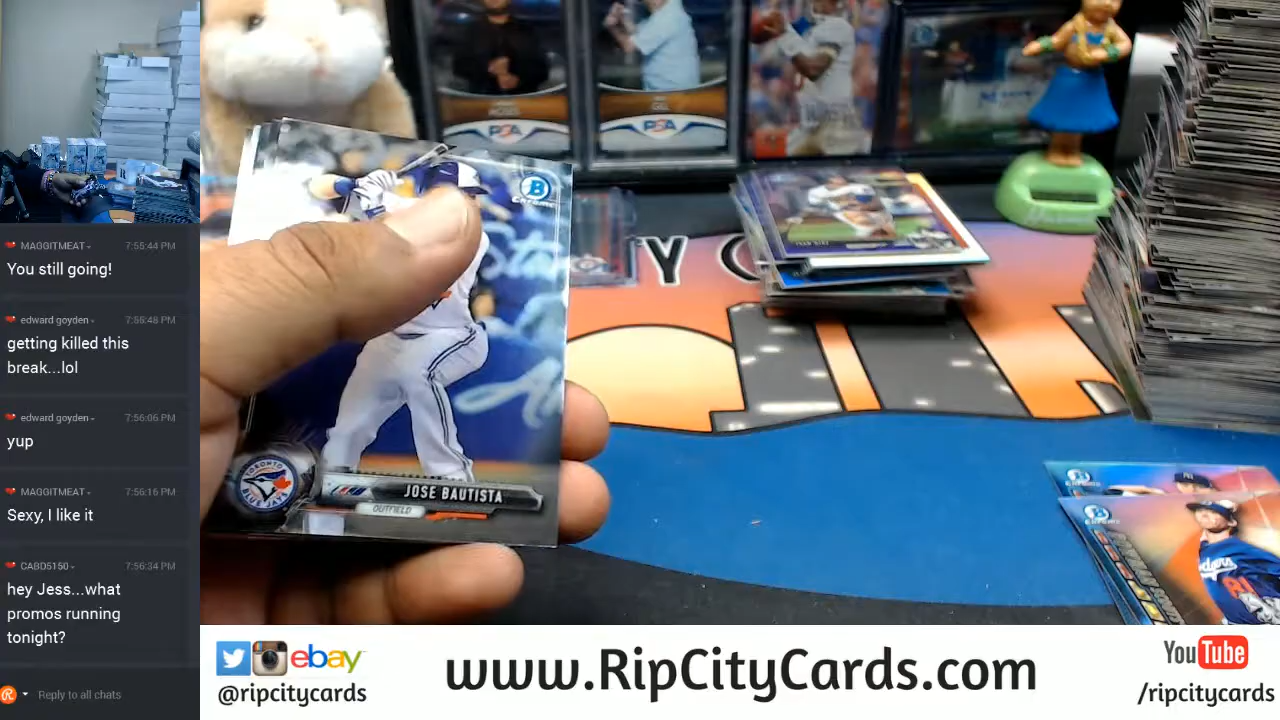 MAGGITMEAT 7:55:44 PM
You still going!
edward goyden 7:55:48 PM
getting killed this
break...lol
edward goyden 7:56:06 PM
yup
MAGGITMEAT 7:56:16 PM
Sexy, I like it
CABD5150 7:56:34 PM
hey Jess...what
promos running
tonight?
Reply to all chats
B
CHROME
JOSE BAUTISTA
OUTFIELD
TORONTO
BLUE JAYS
PSA
PSA
Y C
Dodgers
ebay
@ripcitycards
www.RipCityCards.com
YouTube
/ripcitycards